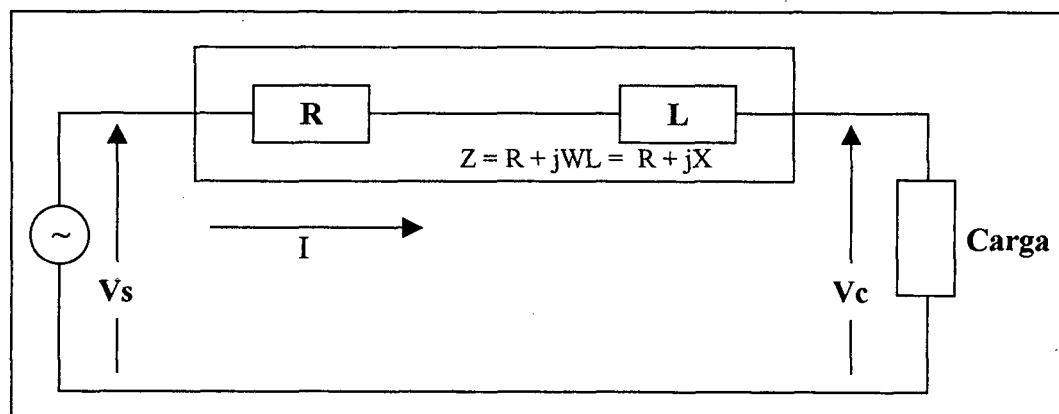 R
L
Z = R + jWL = R + jX
~
I
Carga
Vs
Vc